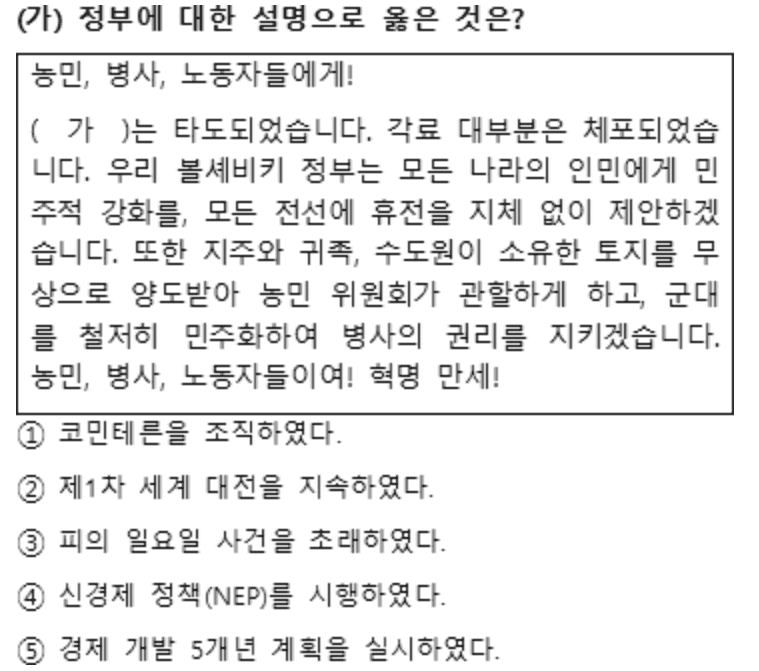 (가) 정부에 대한 설명으로 옳은 것은?
농민, 병사, 노동자들에게!
( 가 )는 타도되었습니다. 각료 대부분은 체포되었습
니다. 우리 볼셰비키 정부는 모든 나라의 인민에게 민
주적 강화를, 모든 전선에 휴전을 지체 없이 제안하겠
습니다. 또한 지주와 귀족, 수도원이 소유한 토지를 무
상으로 양도받아 농민 위원회가 관할하게 하고, 군대
를 철저히 민주화하여 병사의 권리를 지키겠습니다.
농민, 병사, 노동자들이여! 혁명 만세!
① 코민테른을 조직하였다.
② 제1차 세계 대전을 지속하였다.
③ 피의 일요일 사건을 초래하였다.
④ 신경제 정책(NEP)를 시행하였다.
⑤ 경제 개발 5개년 계획을 실시하였다.